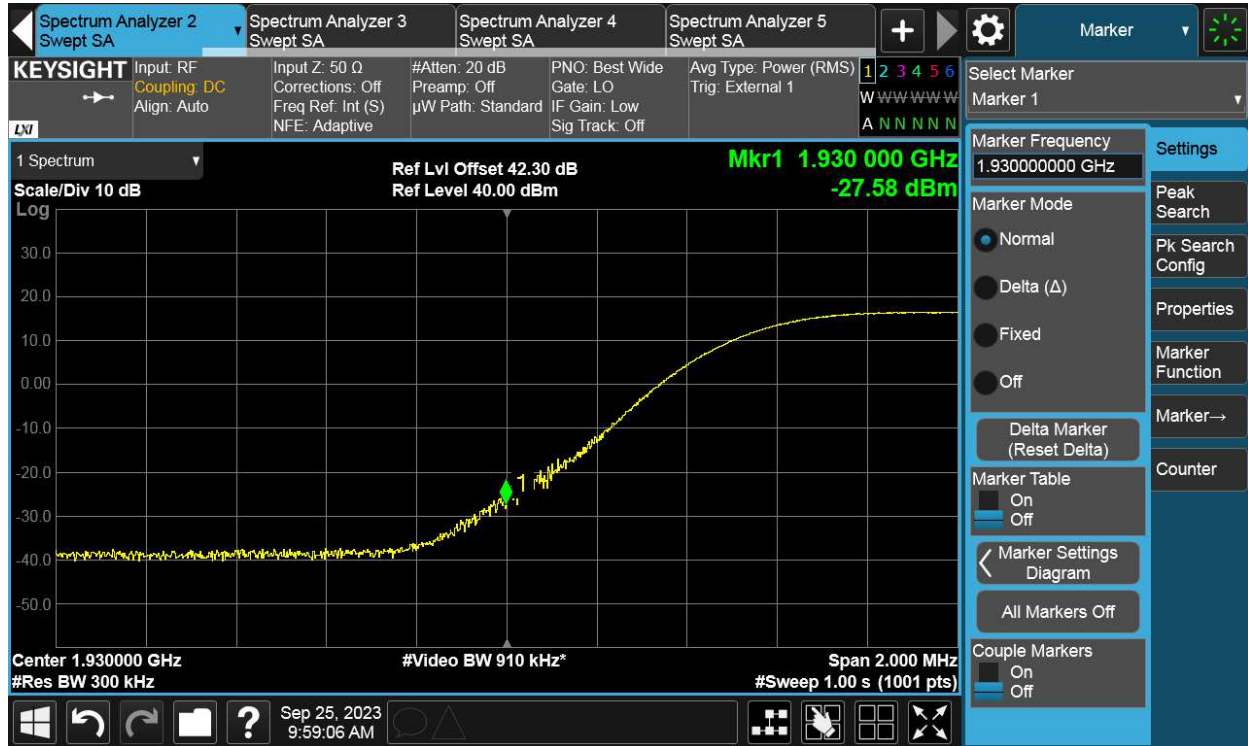 Spectrum Analyzer 2
Swept SA
Spectrum Analyzer 3
Swept SA
Spectrum Analyzer 4
Swept SA
Spectrum Analyzer 5
Swept SA
+
Marker
KEYSIGHT
LXI
Input: RF
Coupling: DC
Align: Auto
Input Z: 50 Ω
Corrections: Off
Freq Ref: Int (S)
NFE: Adaptive
#Atten: 20 dB
Preamp: Off
µW Path: Standard
PNO: Best Wide
Gate: LO
IF Gain: Low
Sig Track: Off
Avg Type: Power (RMS)
Trig: External 1
1 2 3 4 5 6
W W W W W W
A N N N N N
Select Marker
Marker 1
1 Spectrum
Scale/Div 10 dB
Log
Ref Lvl Offset 42.30 dB
Ref Level 40.00 dBm
Mkr1 1.930 000 GHz
-27.58 dBm
30.0
20.0
10.0
0.00
-10.0
-20.0
-30.0
-40.0
-50.0
1
Center 1.930000 GHz
#Res BW 300 kHz
#Video BW 910 kHz*
Span 2.000 MHz
#Sweep 1.00 s (1001 pts)
Marker Frequency
1.930000000 GHz
Marker Mode
Normal
Delta (Δ)
Fixed
Off
Delta Marker
(Reset Delta)
Marker Table
On
Off
Marker Settings
Diagram
All Markers Off
Couple Markers
On
Off
Settings
Peak
Search
Pk Search
Config
Properties
Marker
Function
Marker→
Counter
?
Sep 25, 2023
9:59:06 AM